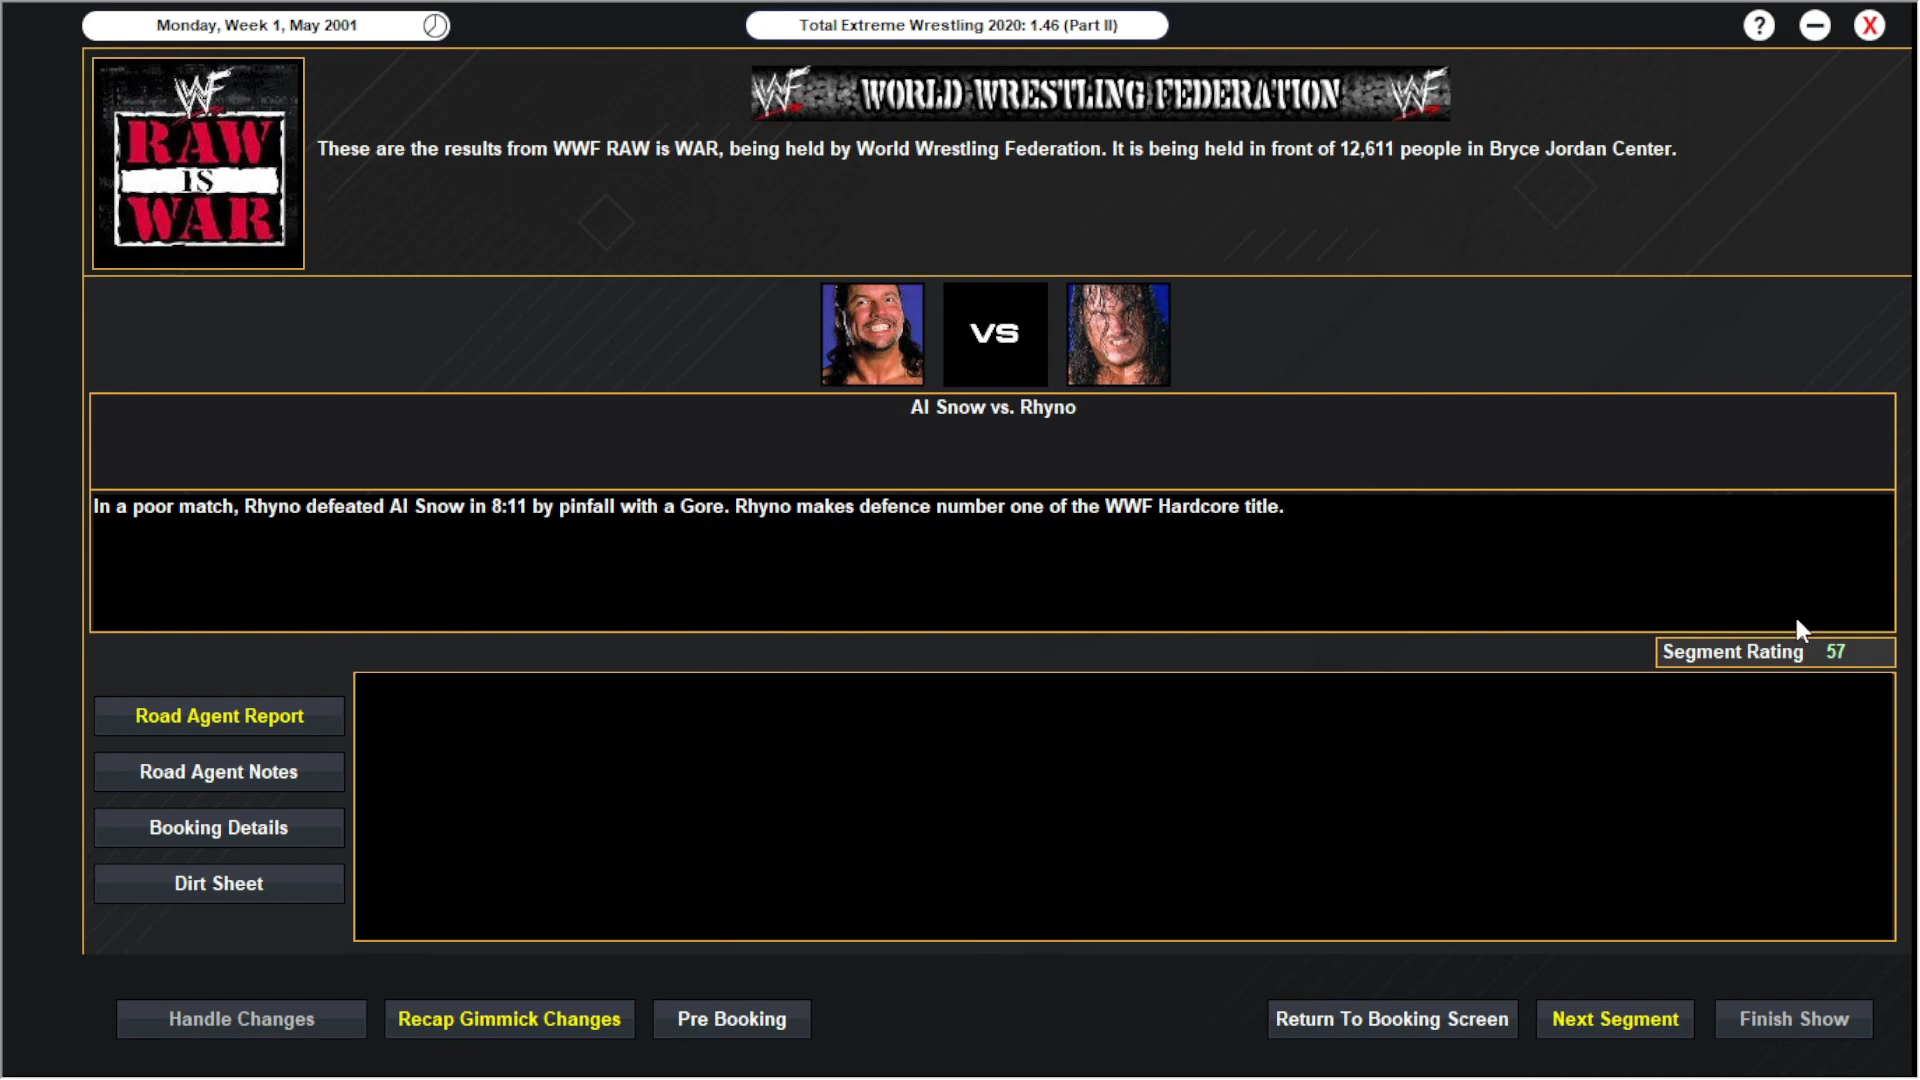 Monday, Week 1, May 2001
Total Extreme Wrestling 2020: 1.46 (Part II)
?
X
WF
RAW
IS
WAR
WF WORLD WRESTLING FEDERATION WF
These are the results from WWF RAW is WAR, being held by World Wrestling Federation. It is being held in front of 12,611 people in Bryce Jordan Center.
VS
Al Snow vs. Rhyno
In a poor match, Rhyno defeated Al Snow in 8:11 by pinfall with a Gore. Rhyno makes defence number one of the WWF Hardcore title.
Segment Rating 57
Road Agent Report
Road Agent Notes
Booking Details
Dirt Sheet
Handle Changes
Recap Gimmick Changes
Pre Booking
Return To Booking Screen
Next Segment
Finish Show